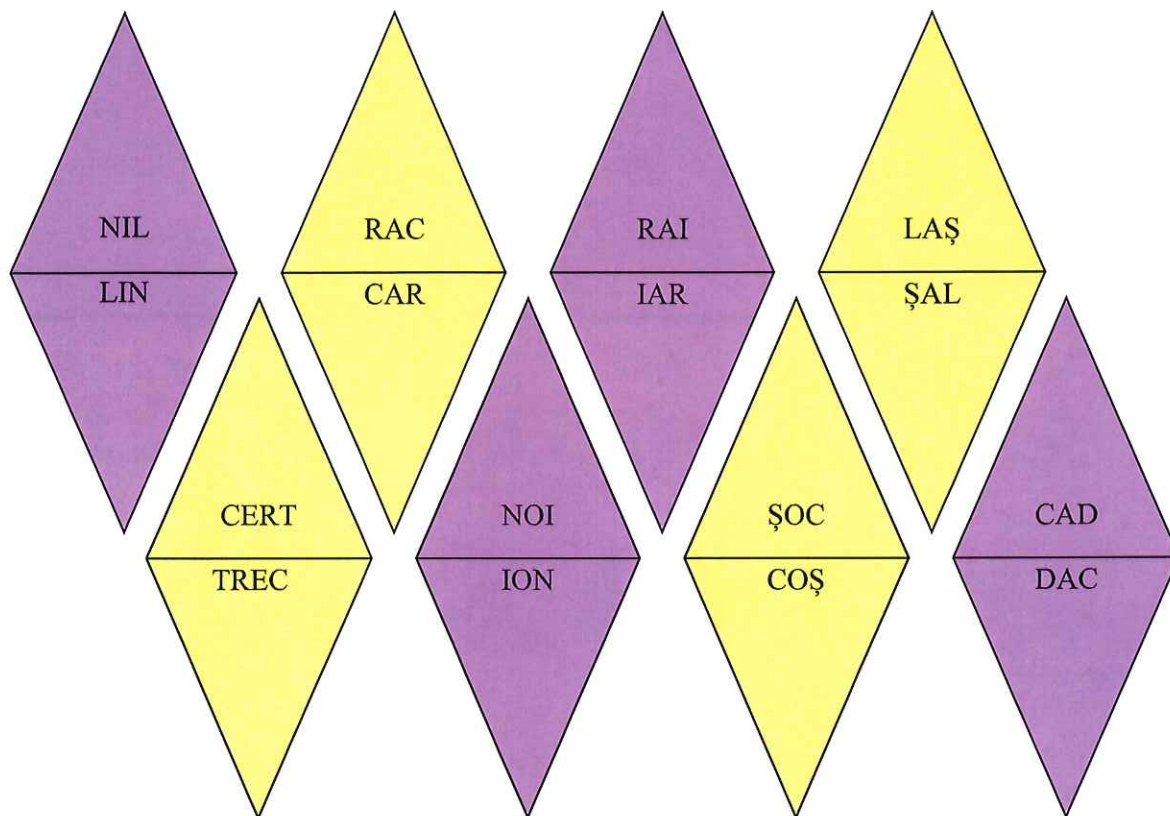 NIL
LIN
RAC
CAR
RAI
IAR
LAȘ
ȘAL
CERT
TREC
NOI
ION
ȘOC
COȘ
CAD
DAC